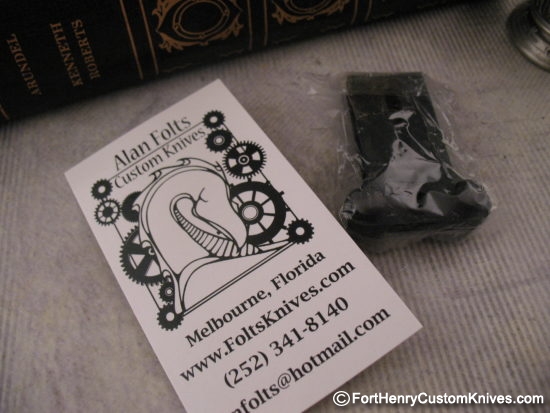 ARUNDEL
KENNETH
ROBERTS
Alan Folts
Custom Knives
Melbourne, Florida
www.FoltsKnives.com
(252) 341-8140
nfolts@hotmail.com
©FortHenryCustomKnives.com